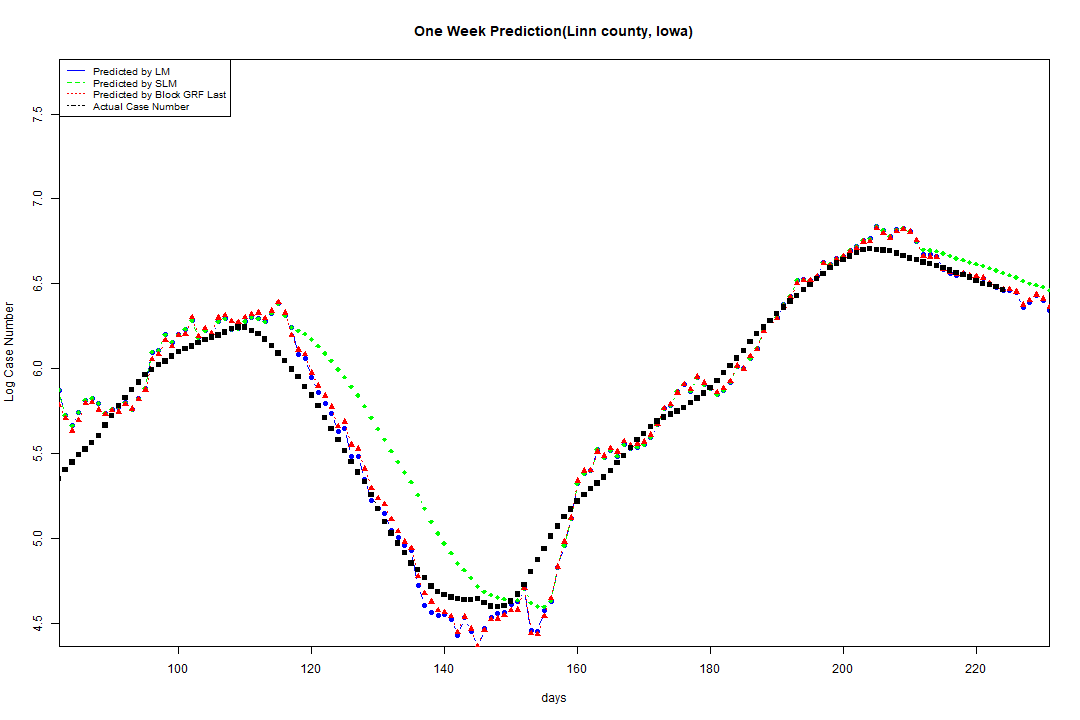 One Week Prediction(Linn county, Iowa)
Predicted by LM
Predicted by SLM
Predicted by Block GRF Last
Actual Case Number
7.5
7.0
6.5
6.0
5.5
5.0
4.5
Log Case Number
100 120 140 160 180 200 220
days